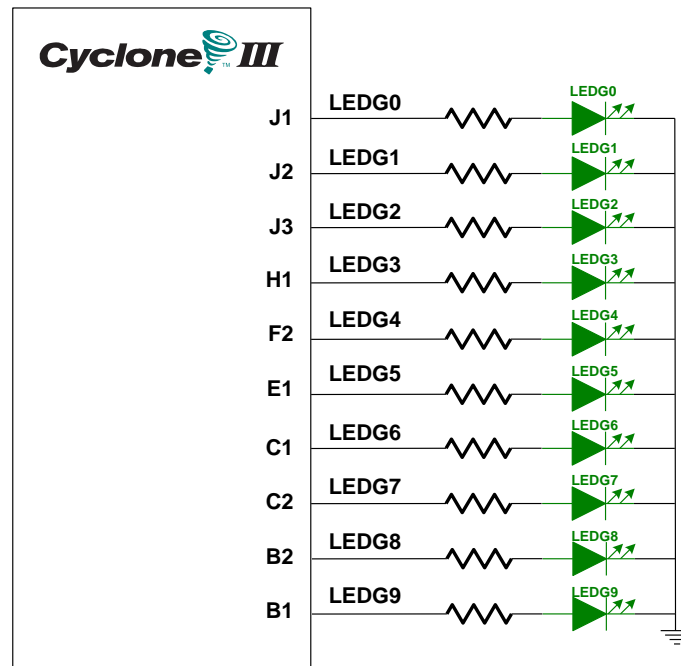 Cyclone III
™
LEDG0
J1 LEDG0
LEDG1
J2 LEDG1
LEDG2
J3 LEDG2
LEDG3
H1 LEDG3
LEDG4
F2 LEDG4
LEDG5
E1 LEDG5
LEDG6
C1 LEDG6
LEDG7
C2 LEDG7
LEDG8
B2 LEDG8
LEDG9
B1 LEDG9